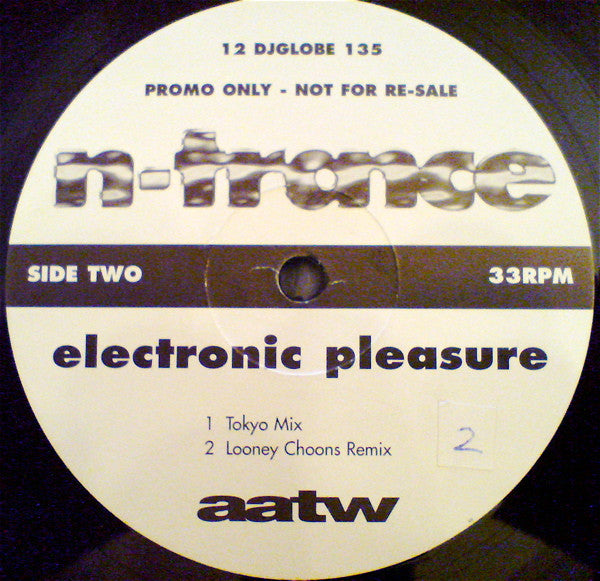 12 DJGLOBE 135
PROMO ONLY - NOT FOR RE-SALE
n-trance
SIDE TWO 33RPM
electronic pleasure
1 Tokyo Mix
2 Looney Choons Remix
2
aatw